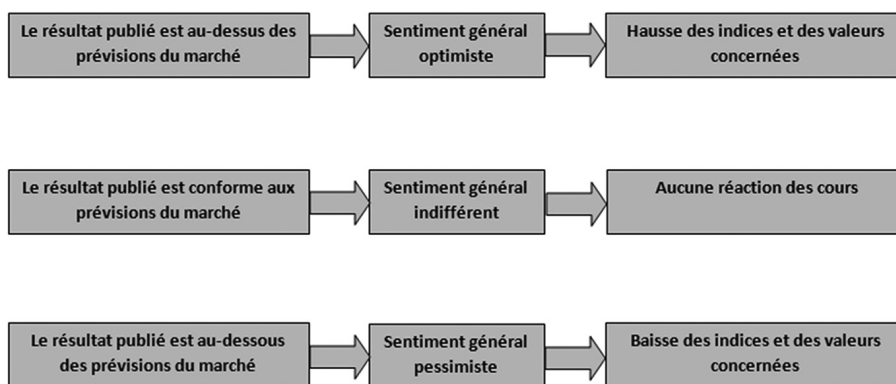 Le résultat publié est au-dessus des
prévisions du marché
Sentiment général
optimiste
Hausse des indices et des valeurs
concernées
Le résultat publié est conforme aux
prévisions du marché
Sentiment général
indifférent
Aucune réaction des cours
Le résultat publié est au-dessous
des prévisions du marché
Sentiment général
pessimiste
Baisse des indices et des valeurs
concernées